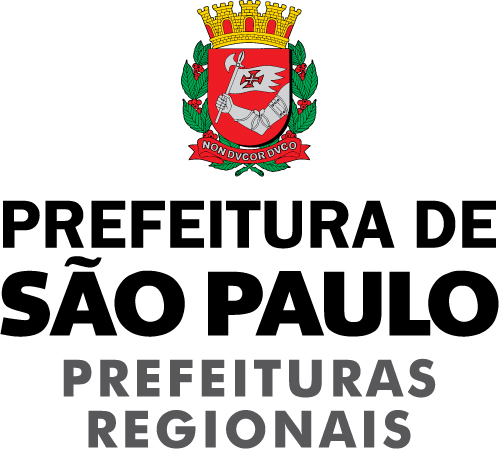 NON DVCOR DVCO
PREFEITURA DE
SÃO PAULO
PREFEITURAS
REGIONAIS